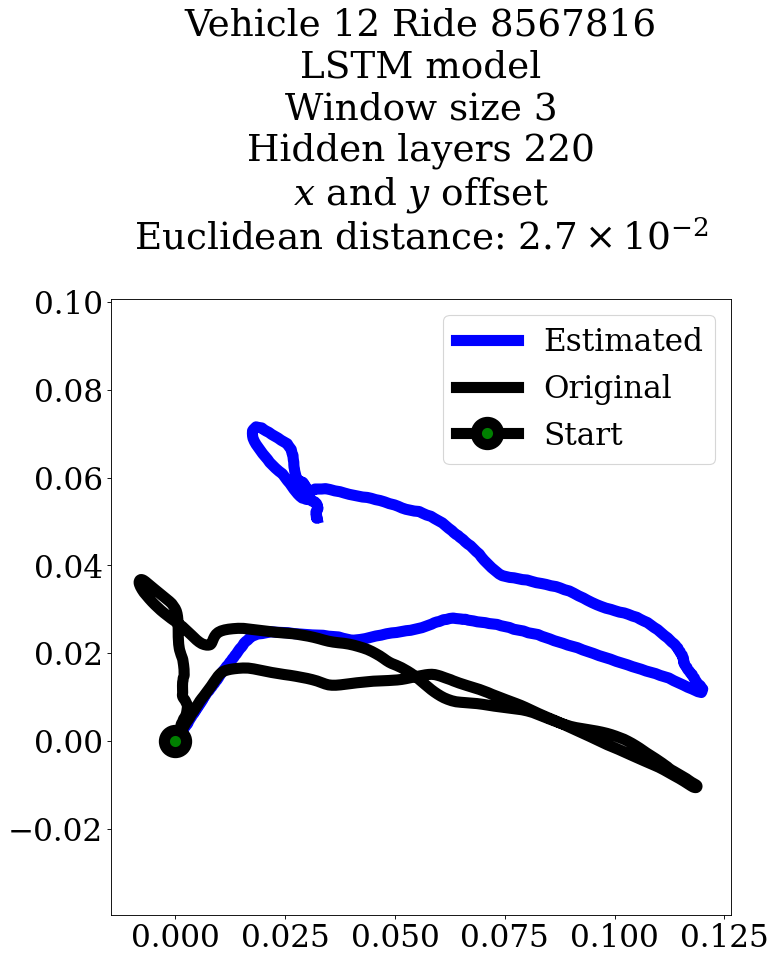 Vehicle 12 Ride 8567816
LSTM model
Window size 3
Hidden layers 220
x and y offset
Euclidean distance: 2.7 × 10⁻²
Estimated
Original
Start
0.10
0.08
0.06
0.04
0.02
0.00
−0.02
0.000 0.025 0.050 0.075 0.100 0.125